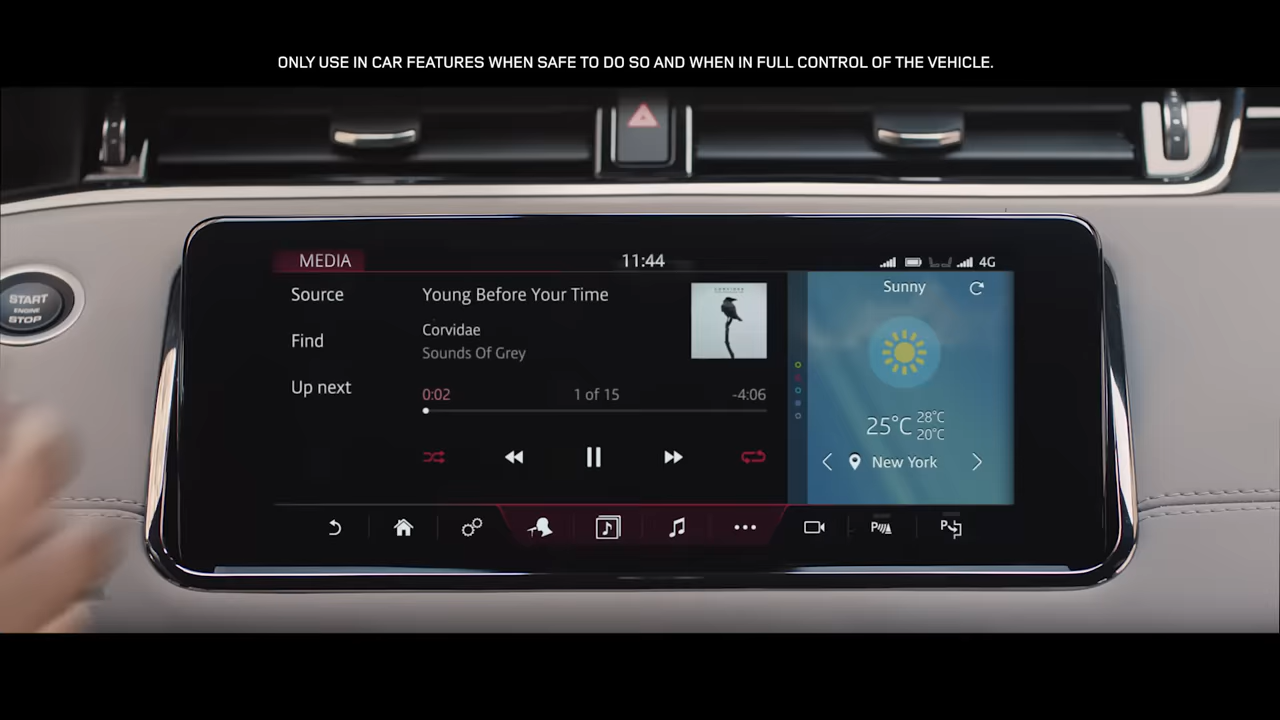 ONLY USE IN CAR FEATURES WHEN SAFE TO DO SO AND WHEN IN FULL CONTROL OF THE VEHICLE.
MEDIA
11:44
4G
Source
Young Before Your Time
Sunny
START
ENGINE
STOP
Find
Corvidae
Sounds Of Grey
Up next
0:02
1 of 15
-4:06
25°C
28°C
20°C
New York